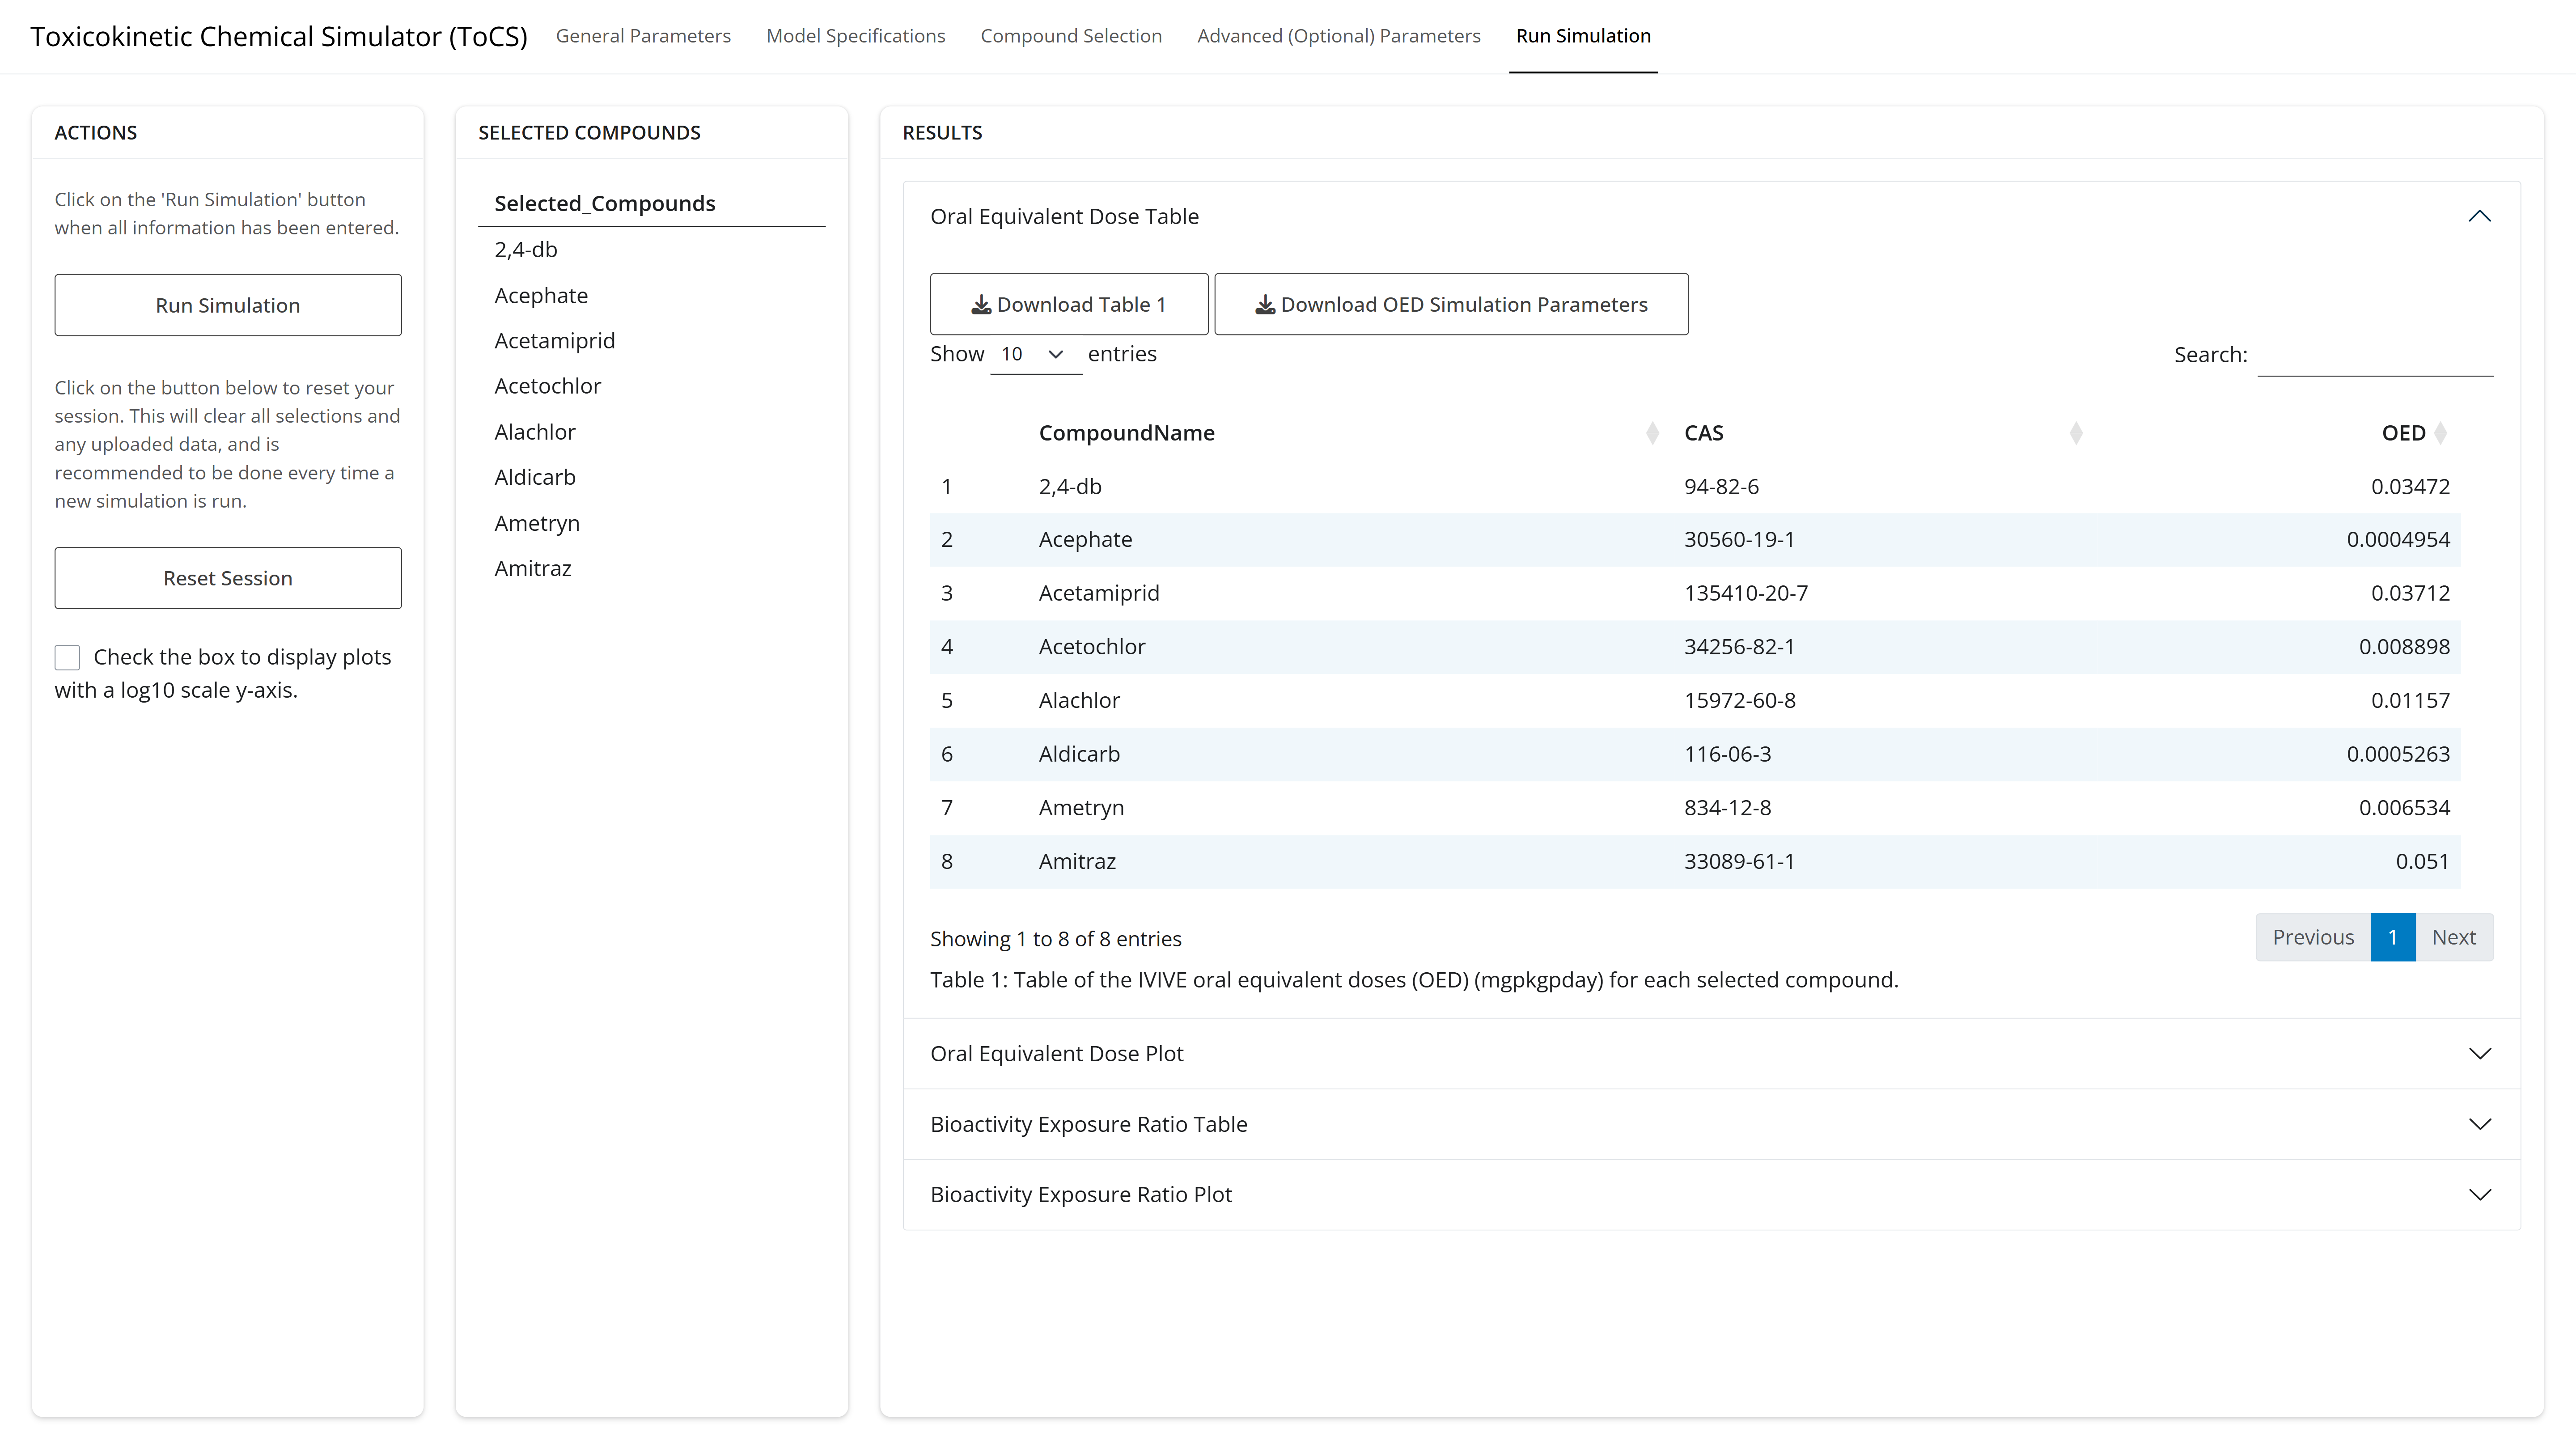 Toxicokinetic Chemical Simulator (ToCS) General Parameters Model Specifications Compound Selection Advanced (Optional) Parameters Run Simulation
ACTIONS
Click on the 'Run Simulation' button
when all information has been entered.
Run Simulation
Click on the button below to reset your
session. This will clear all selections and
any uploaded data, and is
recommended to be done every time a
new simulation is run.
Reset Session
Check the box to display plots
with a log10 scale y-axis.
SELECTED COMPOUNDS
Selected_Compounds
2,4-db
Acephate
Acetamiprid
Acetochlor
Alachlor
Aldicarb
Ametryn
Amitraz
RESULTS
Oral Equivalent Dose Table
Download Table 1 Download OED Simulation Parameters
Show 10 entries Search:
CompoundName CAS OED
1 2,4-db 94-82-6 0.03472
2 Acephate 30560-19-1 0.0004954
3 Acetamiprid 135410-20-7 0.03712
4 Acetochlor 34256-82-1 0.008898
5 Alachlor 15972-60-8 0.01157
6 Aldicarb 116-06-3 0.0005263
7 Ametryn 834-12-8 0.006534
8 Amitraz 33089-61-1 0.051
Showing 1 to 8 of 8 entries Previous 1 Next
Table 1: Table of the IVIVE oral equivalent doses (OED) (mgpkgpday) for each selected compound.
Oral Equivalent Dose Plot
Bioactivity Exposure Ratio Table
Bioactivity Exposure Ratio Plot